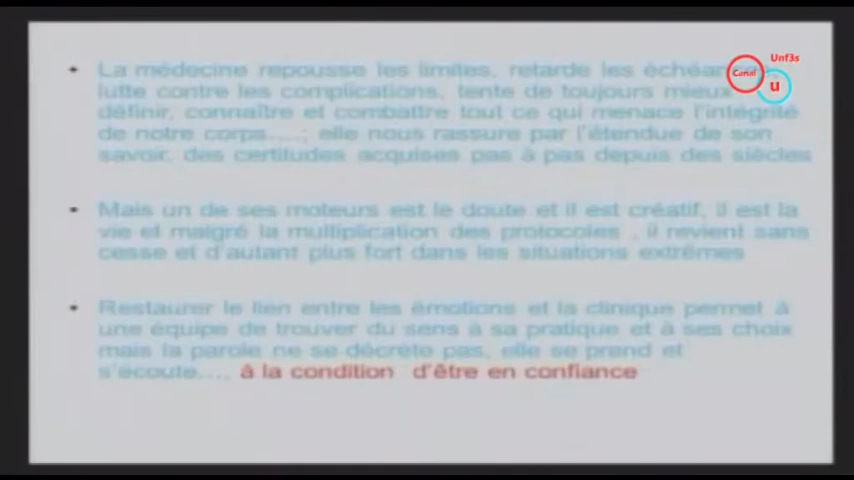 Unf3s
Canal
u
• La médecine repousse les limites, retarde les
lutte contre les complications, tente de toujours mieux
définir, connaître et combattre tout ce qui menace l'intégrité
de notre corps....; elle nous rassure par l'étendue de son
savoir, des certitudes acquises pas à pas depuis des siècles
• Mais un de ses moteurs est le doute et il est créatif, il est la
vie et malgré la multiplication des protocoles , il revient sans
cesse et d'autant plus fort dans les situations extrêmes
• Restaurer le lien entre les émotions et la clinique permet à
une équipe de trouver du sens à sa pratique et à ses choix
mais la parole ne se décrète pas, elle se prend et
s'écoute...., à la condition d'être en confiance